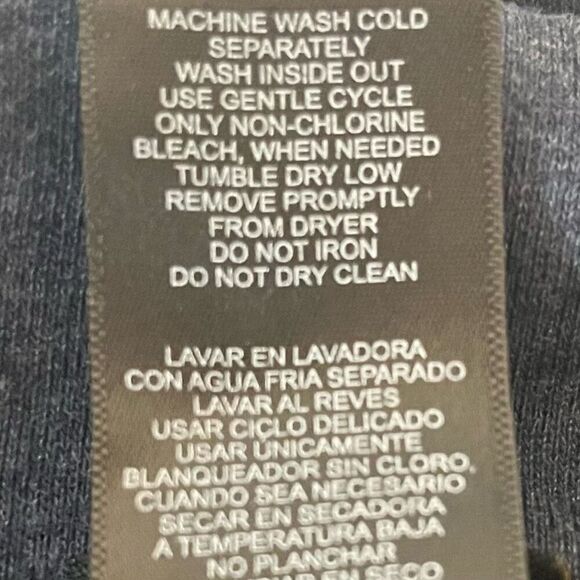 MACHINE WASH COLD
SEPARATELY
WASH INSIDE OUT
USE GENTLE CYCLE
ONLY NON-CHLORINE
BLEACH, WHEN NEEDED
TUMBLE DRY LOW
REMOVE PROMPTLY
FROM DRYER
DO NOT IRON
DO NOT DRY CLEAN
LAVAR EN LAVADORA
CON AGUA FRIA SEPARADO
LAVAR AL REVES
USAR CICLO DELICADO
USAR ÚNICAMENTE
BLANQUEADOR SIN CLORO,
CUANDO SEA NECESARIO
SECAR EN SECADORA
A TEMPERATURA BAJA
NO PLANCHAR
EN SECO